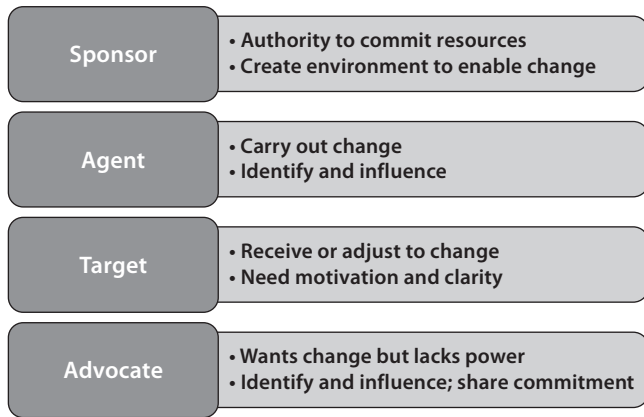 Sponsor
• Authority to commit resources
• Create environment to enable change
Agent
• Carry out change
• Identify and influence
Target
• Receive or adjust to change
• Need motivation and clarity
Advocate
• Wants change but lacks power
• Identify and influence; share commitment